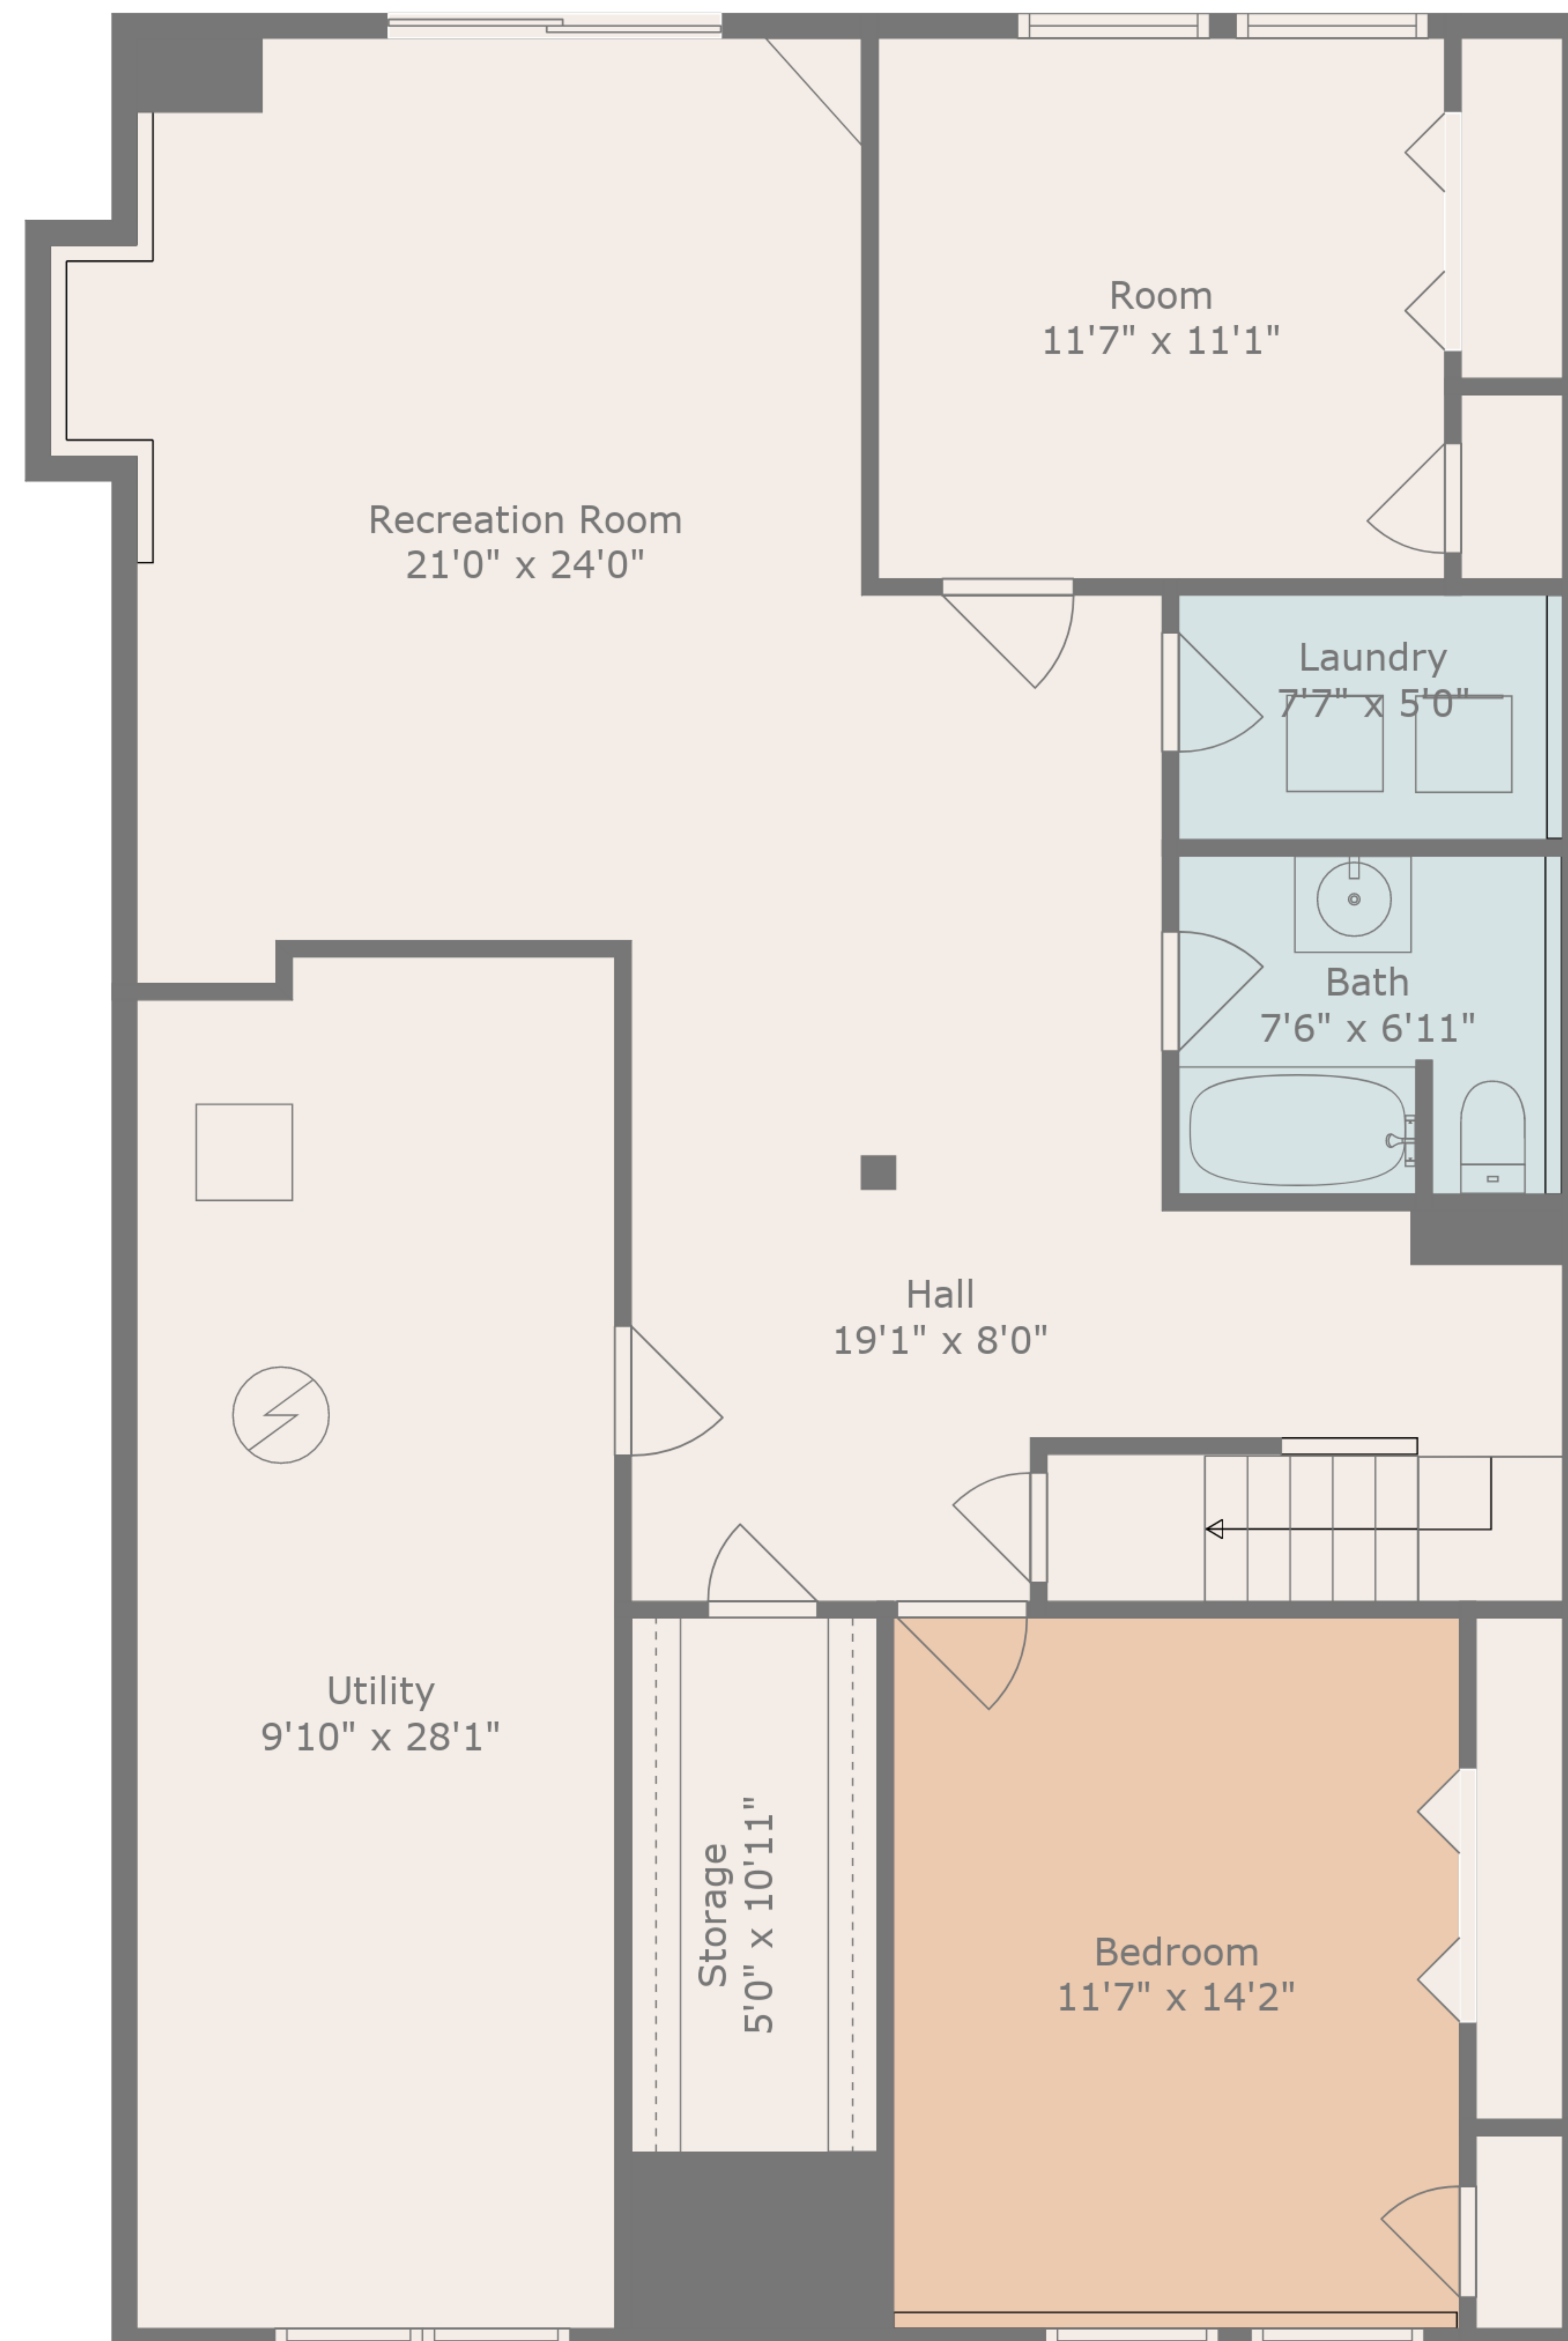 Room
11'7" x 11'1"
Recreation Room
21'0" x 24'0"
Laundry
7'7" x 5'0"
Bath
7'6" x 6'11"
Hall
19'1" x 8'0"
Utility
9'10" x 28'1"
Storage
5'0" x 10'11"
Bedroom
11'7" x 14'2"